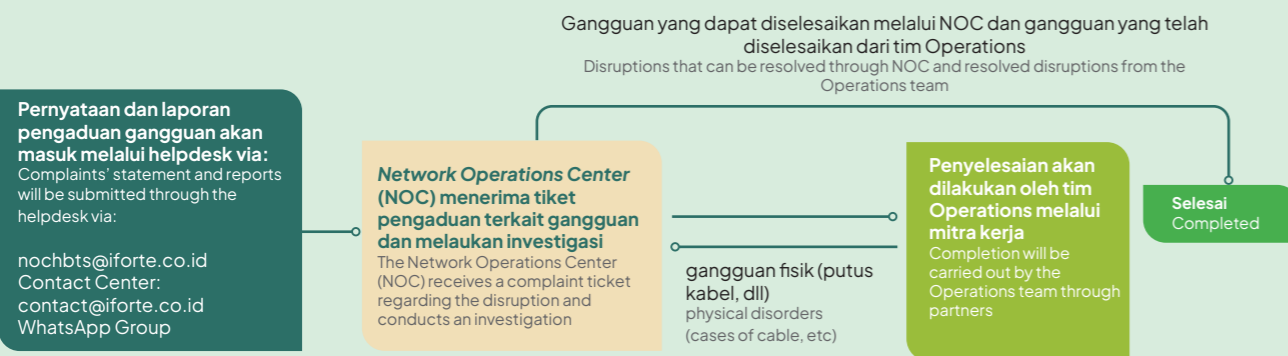 Gangguan yang dapat diselesaikan melalui NOC dan gangguan yang telah
diselesaikan dari tim Operations
Disruptions that can be resolved through NOC and resolved disruptions from the
Operations team
Pernyataan dan laporan
pengaduan gangguan akan
masuk melalui helpdesk via:
Complaints' statement and reports
will be submitted through the
helpdesk via:
nochbts@iforte.co.id
Contact Center:
contact@iforte.co.id
WhatsApp Group
Network Operations Center
(NOC) menerima tiket
pengaduan terkait gangguan
dan melaukan investigasi
The Network Operations Center
(NOC) receives a complaint ticket
regarding the disruption and
conducts an investigation
gangguan fisik (putus
kabel, dll)
physical disorders
(cases of cable, etc)
Penyelesaian akan
dilakukan oleh tim
Operations melalui
mitra kerja
Completion will be
carried out by the
Operations team through
partners
Selesai
Completed